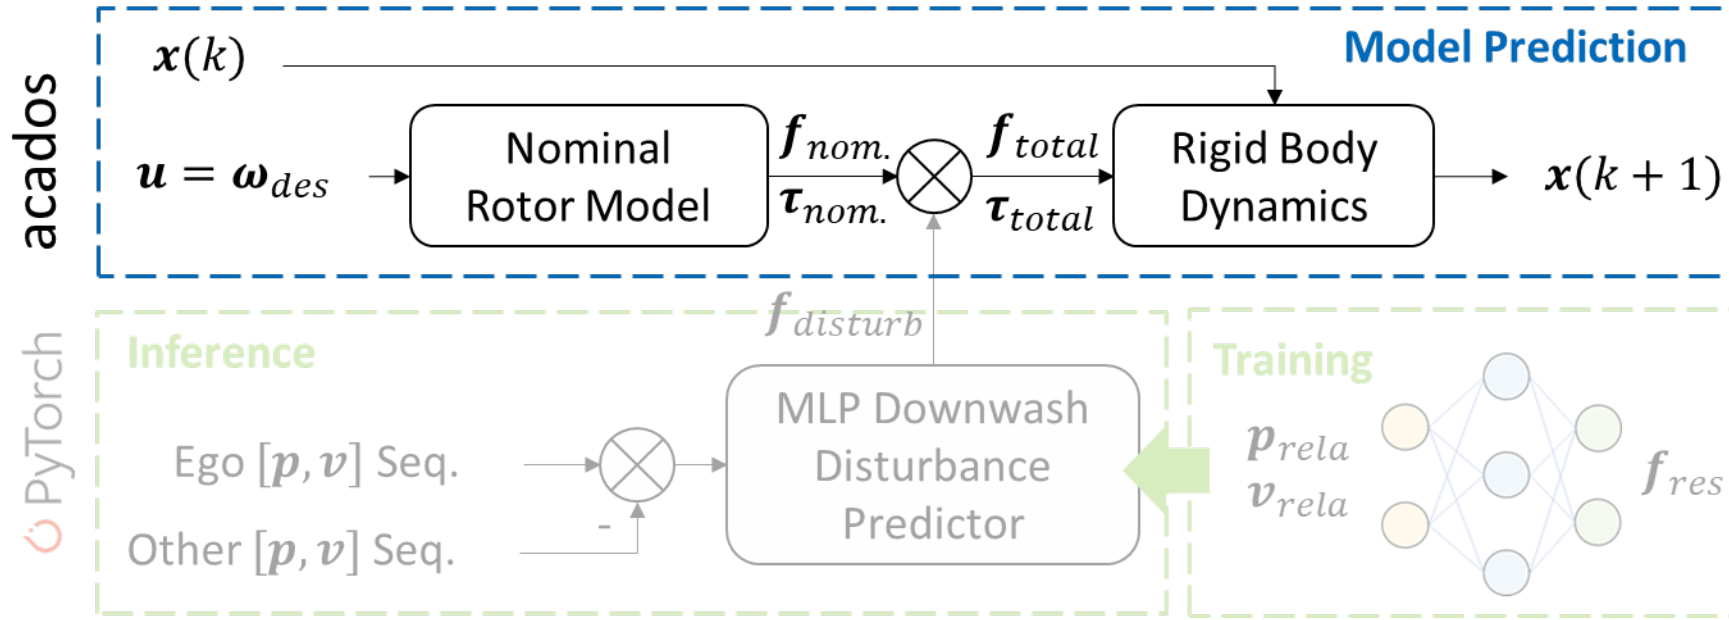 acados
Model Prediction
x(k)
u = ω_des
Nominal
Rotor Model
f_nom.
τ_nom.
f_total
τ_total
Rigid Body
Dynamics
x(k + 1)
PyTorch
Inference
f_disturb
Ego [p, v] Seq.
Other [p, v] Seq.
-
MLP Downwash
Disturbance
Predictor
Training
p_rela
v_rela
f_res